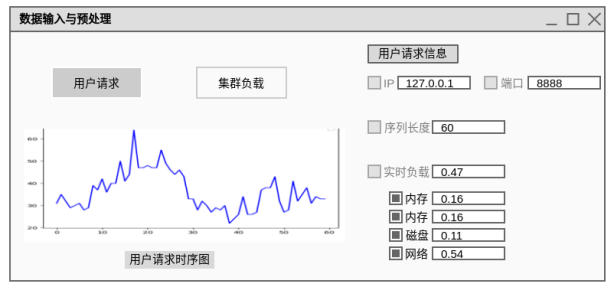 数据输入与预处理
用户请求
集群负载
60
50
40
30
20
0
10
20
30
40
50
60
用户请求时序图
用户请求信息
IP 127.0.0.1 端口 8888
序列长度 60
实时负载 0.47
内存 0.16
内存 0.16
磁盘 0.11
网络 0.54